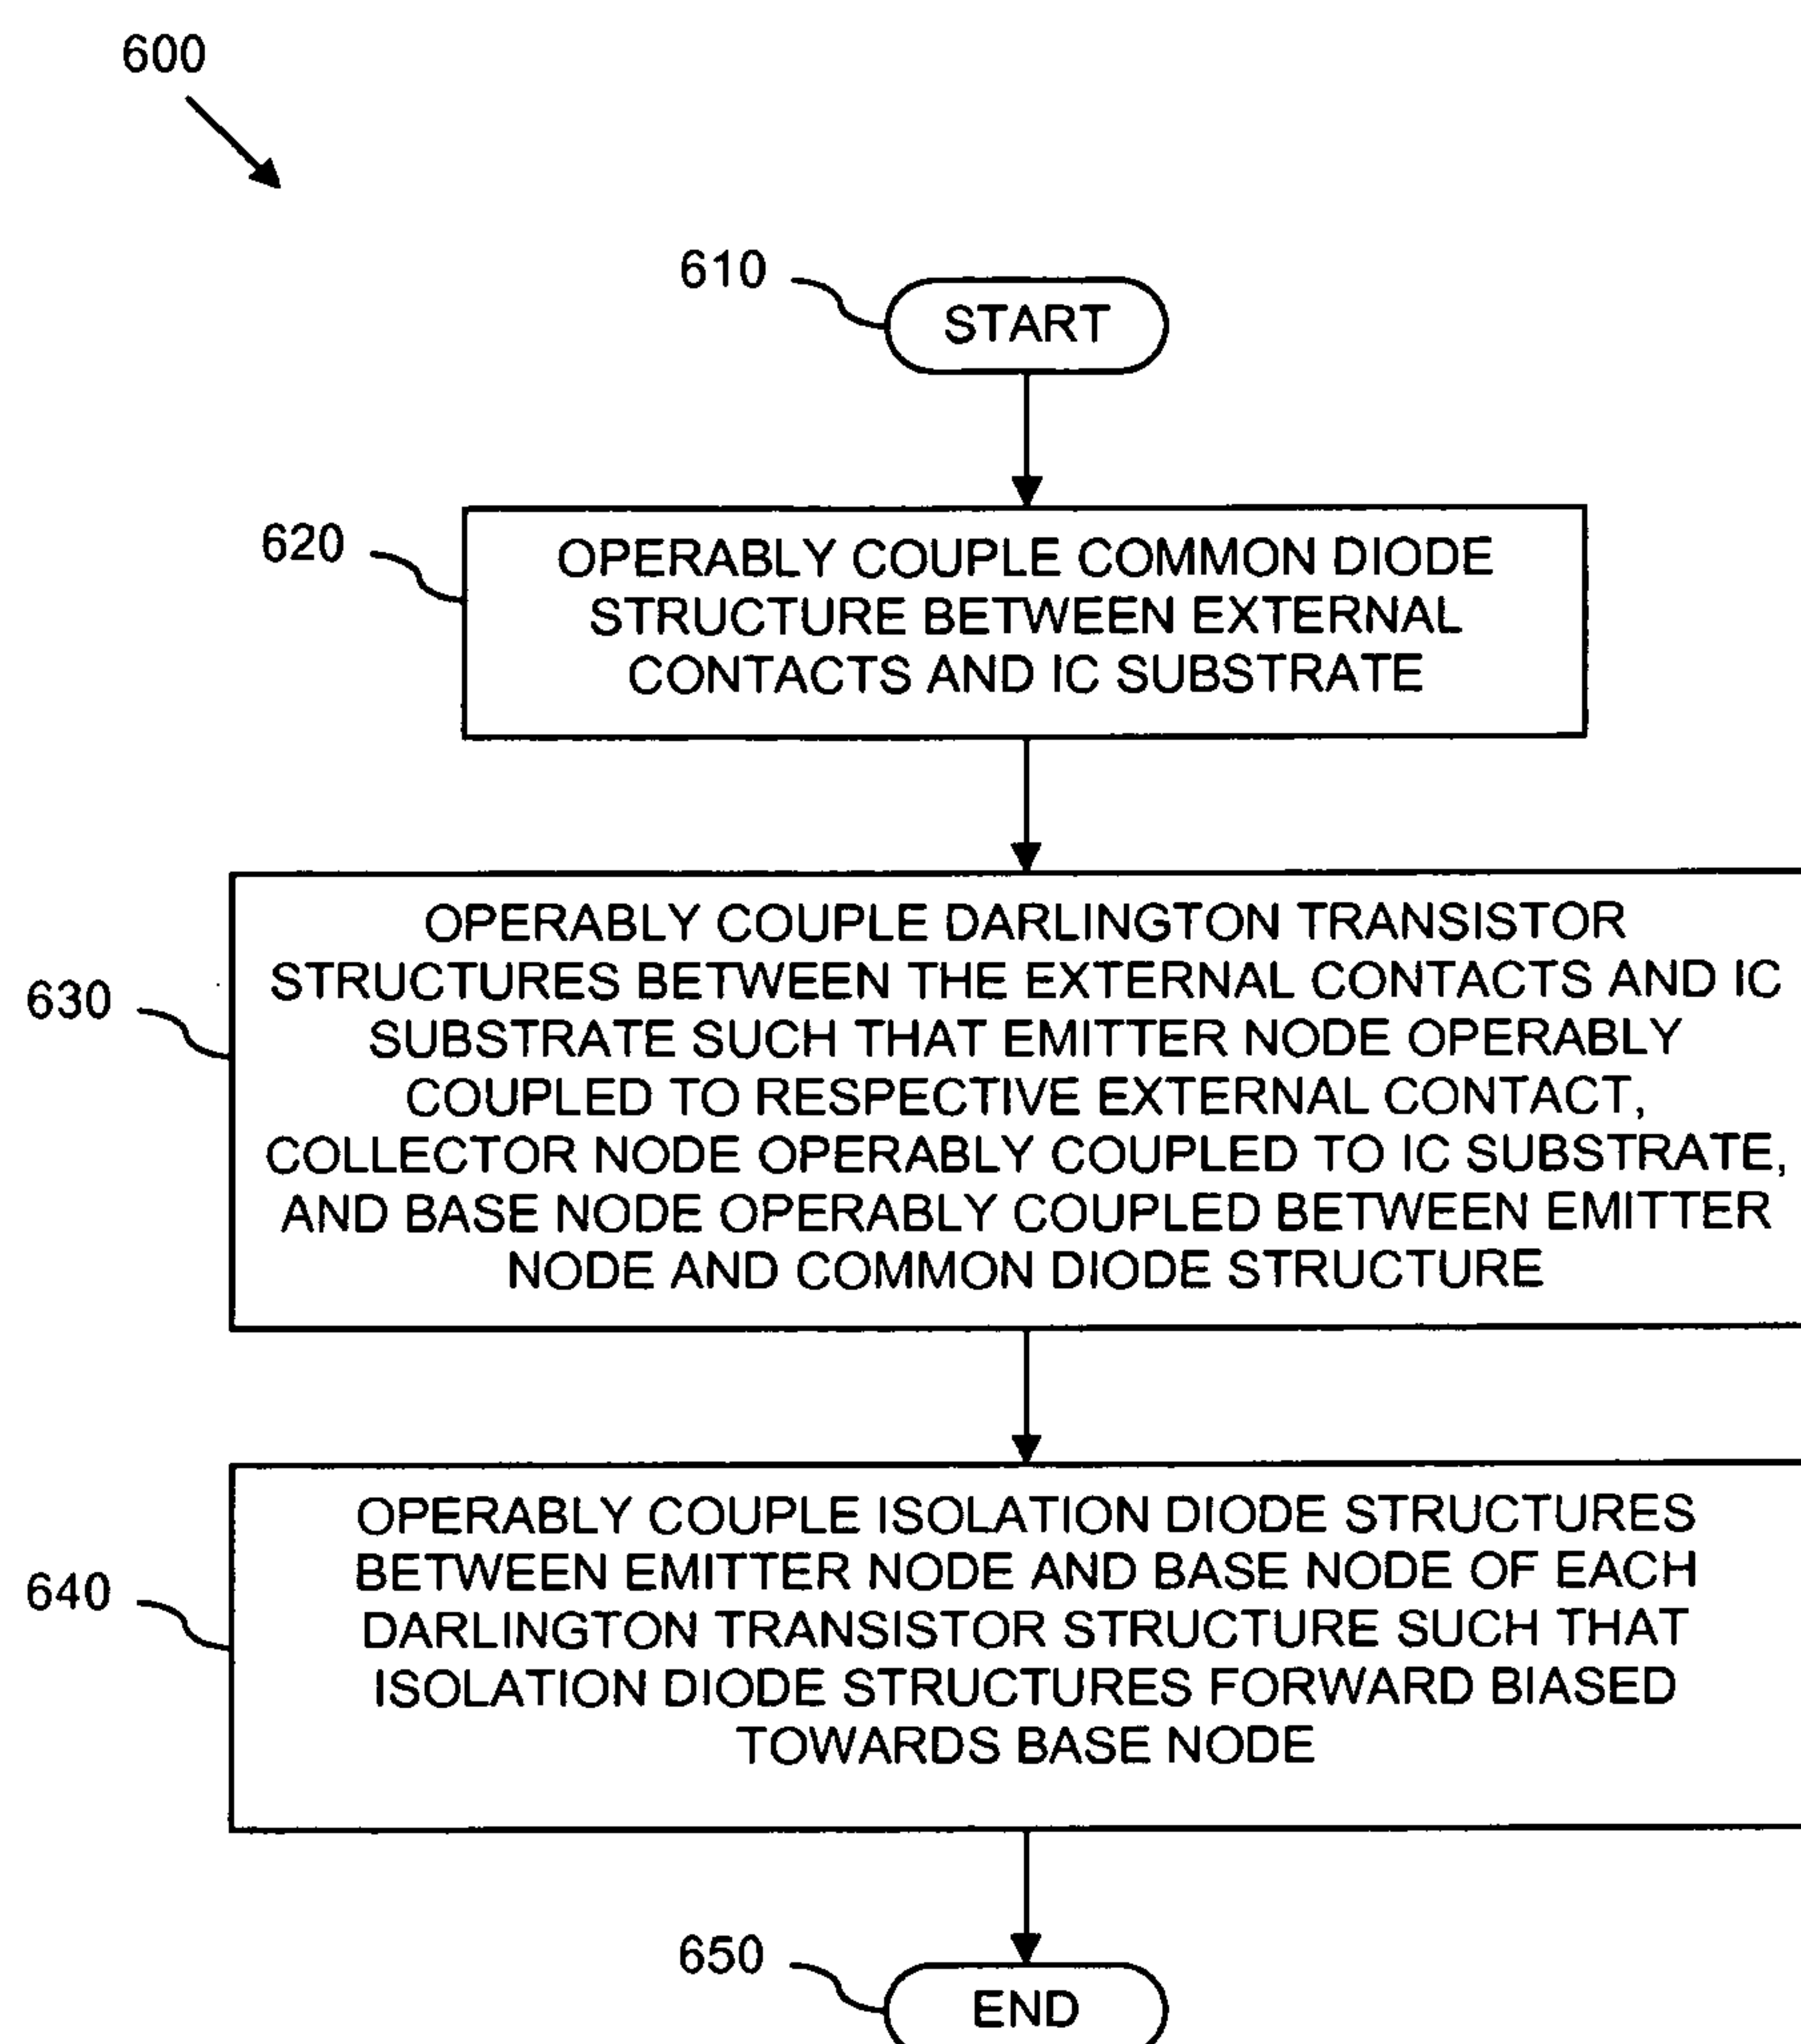 600
610
START
620
OPERABLY COUPLE COMMON DIODE
STRUCTURE BETWEEN EXTERNAL
CONTACTS AND IC SUBSTRATE
630
OPERABLY COUPLE DARLINGTON TRANSISTOR
STRUCTURES BETWEEN THE EXTERNAL CONTACTS AND IC
SUBSTRATE SUCH THAT EMITTER NODE OPERABLY
COUPLED TO RESPECTIVE EXTERNAL CONTACT,
COLLECTOR NODE OPERABLY COUPLED TO IC SUBSTRATE,
AND BASE NODE OPERABLY COUPLED BETWEEN EMITTER
NODE AND COMMON DIODE STRUCTURE
640
OPERABLY COUPLE ISOLATION DIODE STRUCTURES
BETWEEN EMITTER NODE AND BASE NODE OF EACH
DARLINGTON TRANSISTOR STRUCTURE SUCH THAT
ISOLATION DIODE STRUCTURES FORWARD BIASED
TOWARDS BASE NODE
650
END